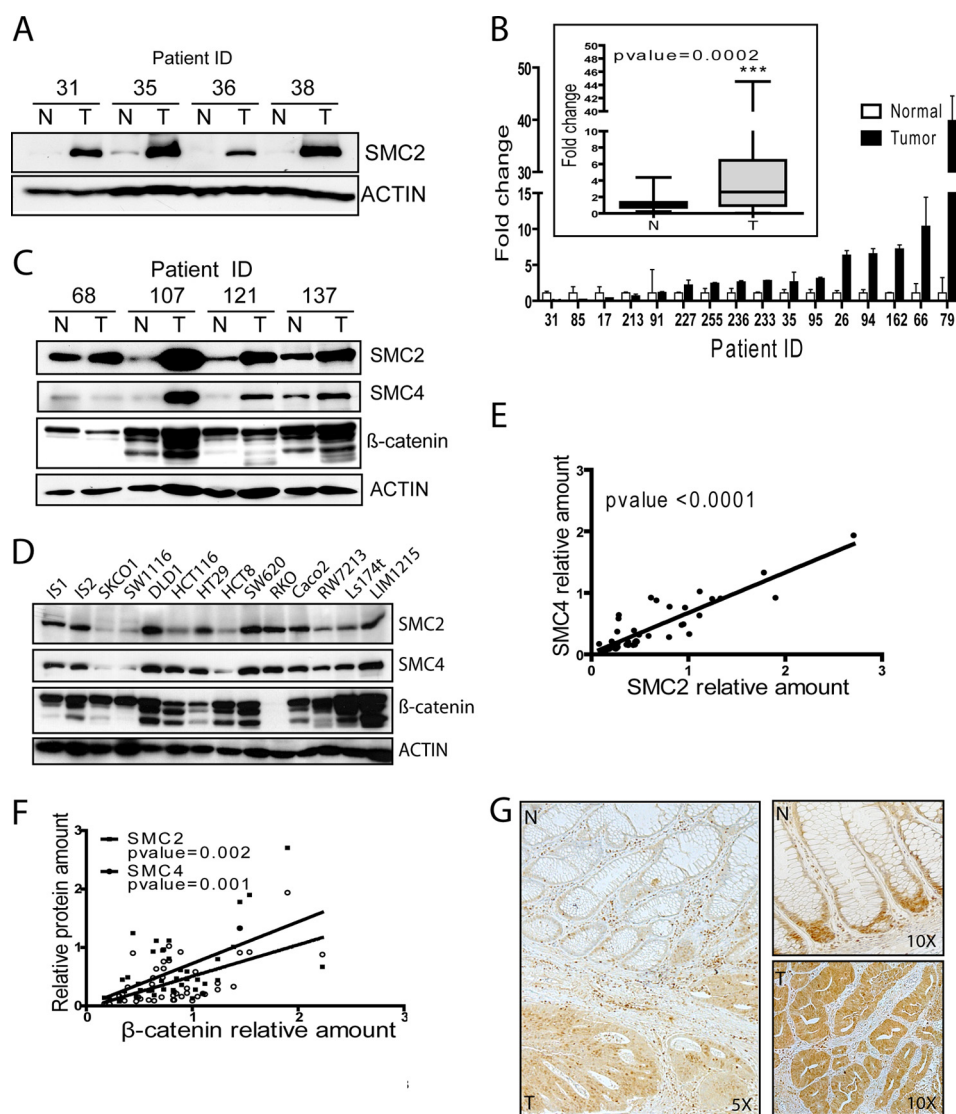 A
Patient ID
31 35 36 38
N T N T N T N T
SMC2
ACTIN
B
Fold change
50
40
30
20
15
10
5
0
pvalue=0.0002
***
Fold change
50
48
46
44
42
40
10
8
6
4
2
0
N T
Normal
Tumor
31 85 17 213 91 227 255 236 233 35 95 26 94 162 66 79
Patient ID
C
Patient ID
68 107 121 137
N T N T N T N T
SMC2
SMC4
ß-catenin
ACTIN
D
IS1 IS2 SKCO1 SW1116 DLD1 HCT116 HT29 HCT8 SW620 RKO Caco2 RW7213 Ls174t LIM1215
SMC2
SMC4
ß-catenin
ACTIN
E
SMC4 relative amount
3
2
1
0
pvalue <0.0001
0 1 2 3
SMC2 relative amount
F
Relative protein amount
3
2
1
0
SMC2
pvalue=0.002
SMC4
pvalue=0.001
0 1 2 3
β-catenin relative amount
G
N
T
5X
N
10X
T
10X